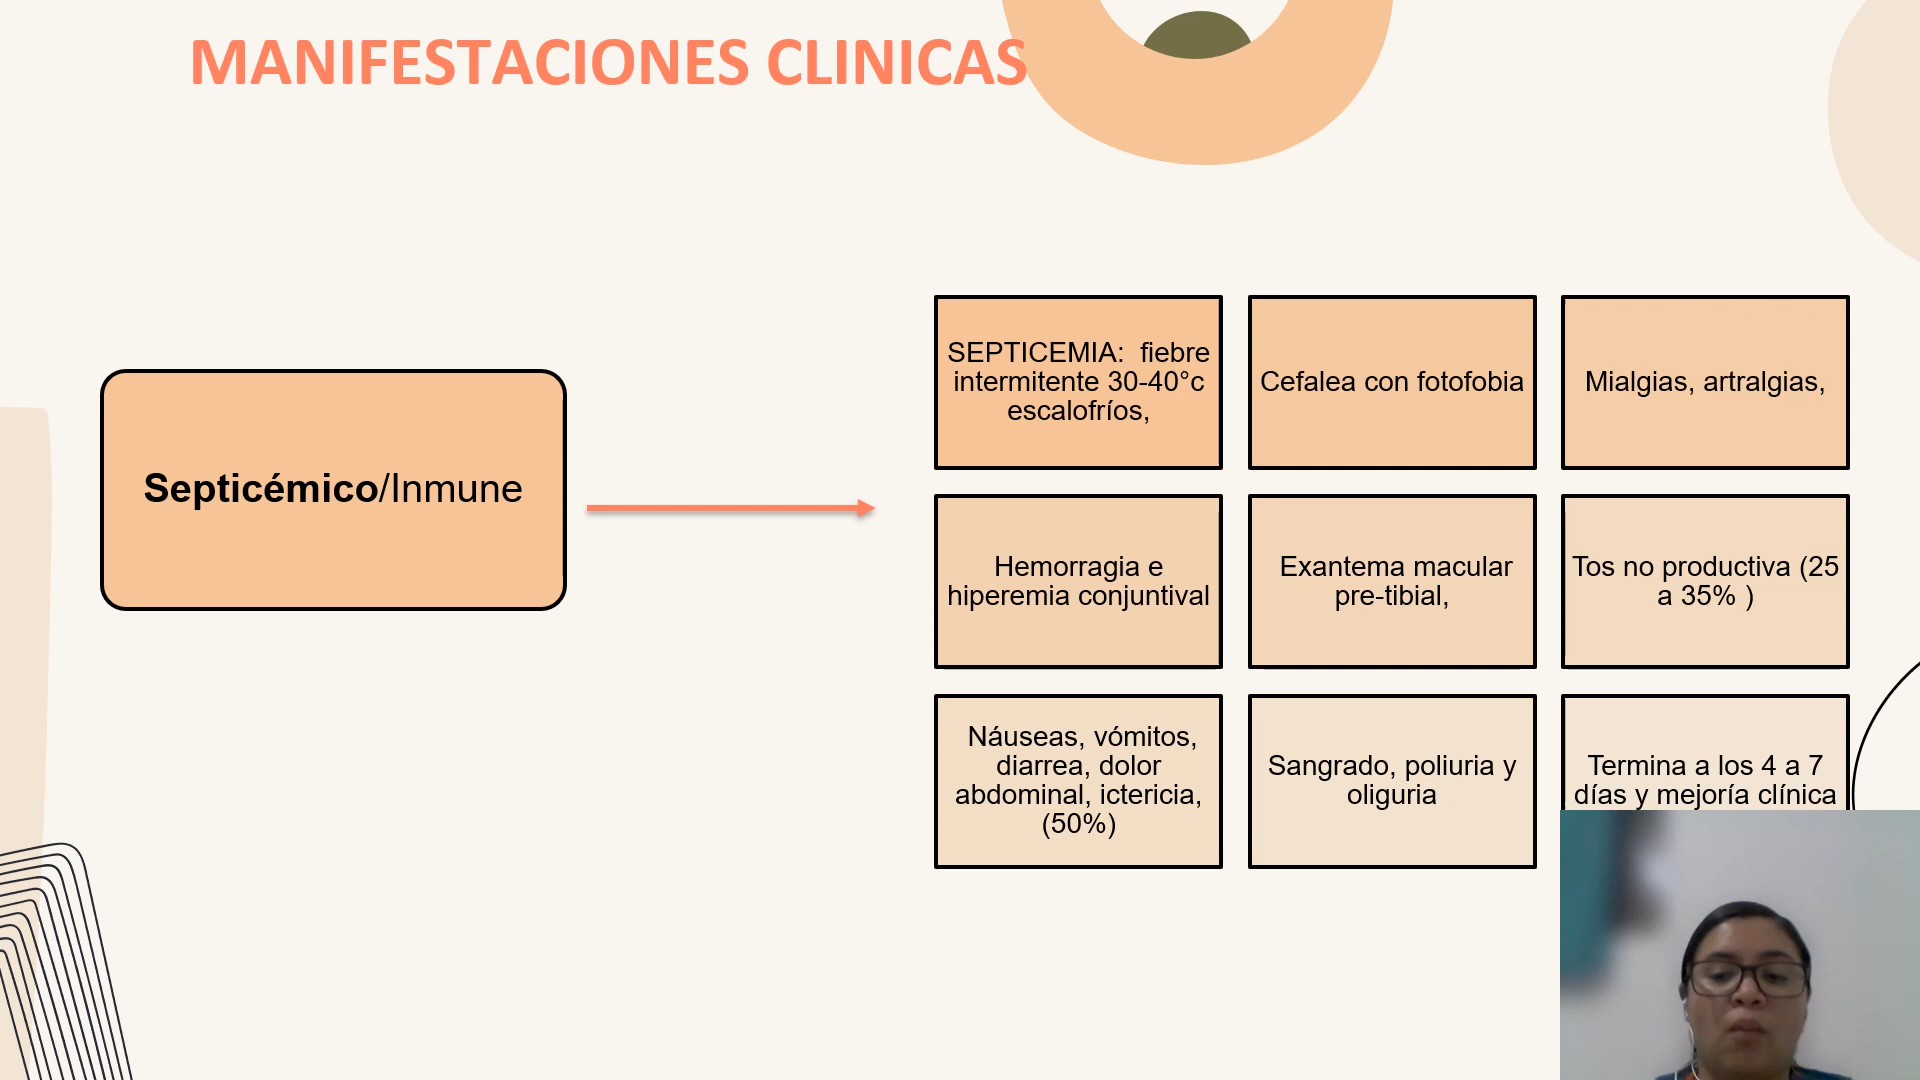 MANIFESTACIONES CLINICAS
Septicémico/Inmune
SEPTICEMIA: fiebre
intermitente 30-40°c
escalofríos,
Cefalea con fotofobia
Mialgias, artralgias,
Hemorragia e
hiperemia conjuntival
Exantema macular
pre-tibial,
Tos no productiva (25
a 35% )
Náuseas, vómitos,
diarrea, dolor
abdominal, ictericia,
(50%)
Sangrado, poliuria y
oliguria
Termina a los 4 a 7
días y mejoría clínica